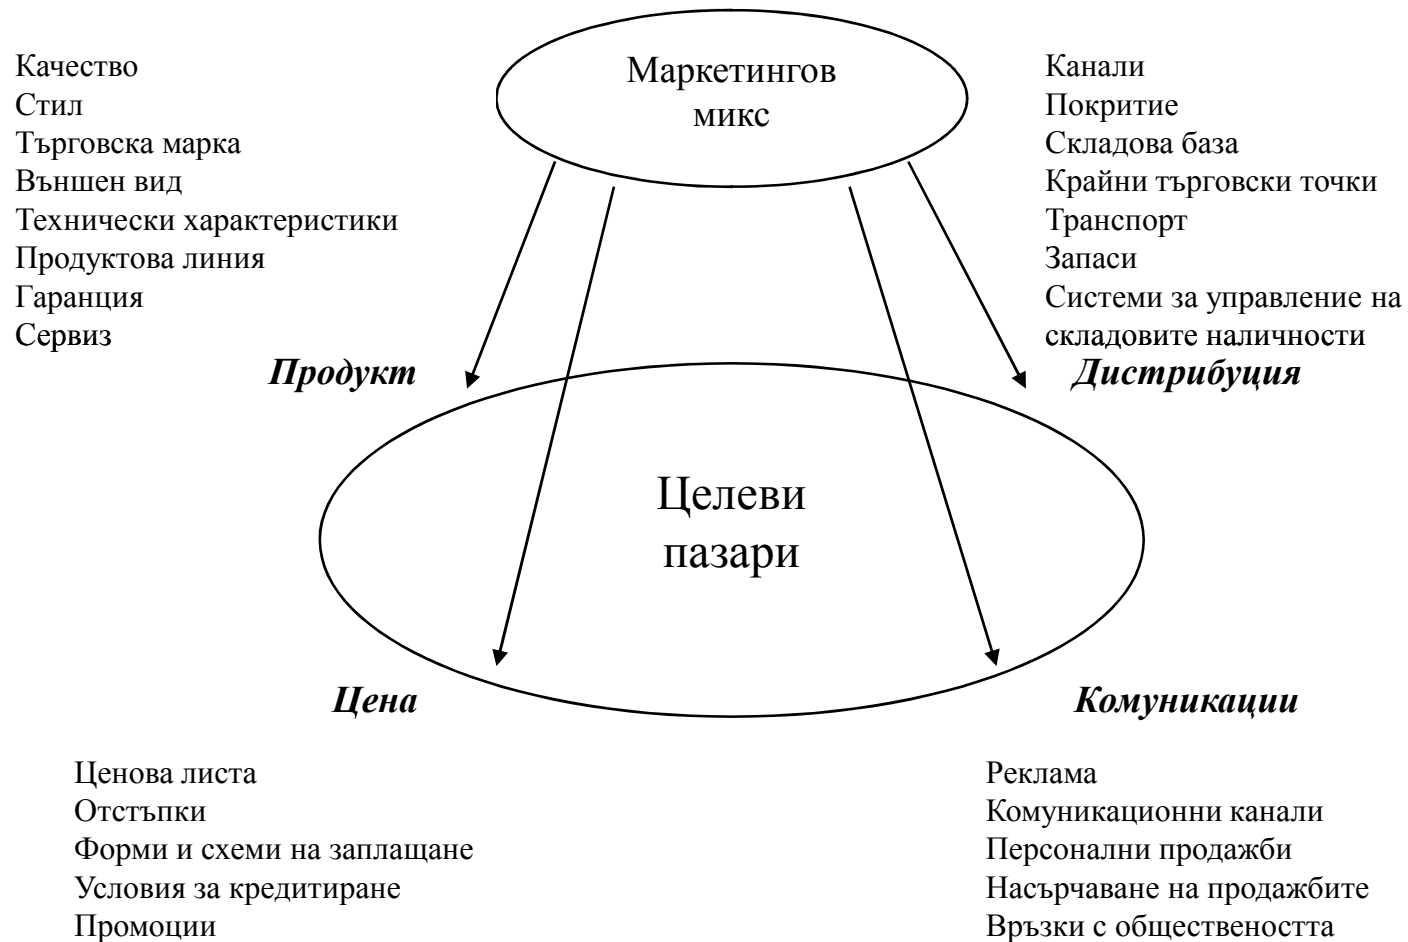 Маркетингов
микс
Качество
Стил
Търговска марка
Външен вид
Технически характеристики
Продуктова линия
Гаранция
Сервиз
Продукт
Канали
Покритие
Складова база
Крайни търговски точки
Транспорт
Запаси
Системи за управление на
складовите наличности
Дистрибуция
Целеви
пазари
Цена
Ценова листа
Отстъпки
Форми и схеми на заплащане
Условия за кредитиране
Промоции
Комуникации
Реклама
Комуникационни канали
Персонални продажби
Насърчаване на продажбите
Връзки с обществеността